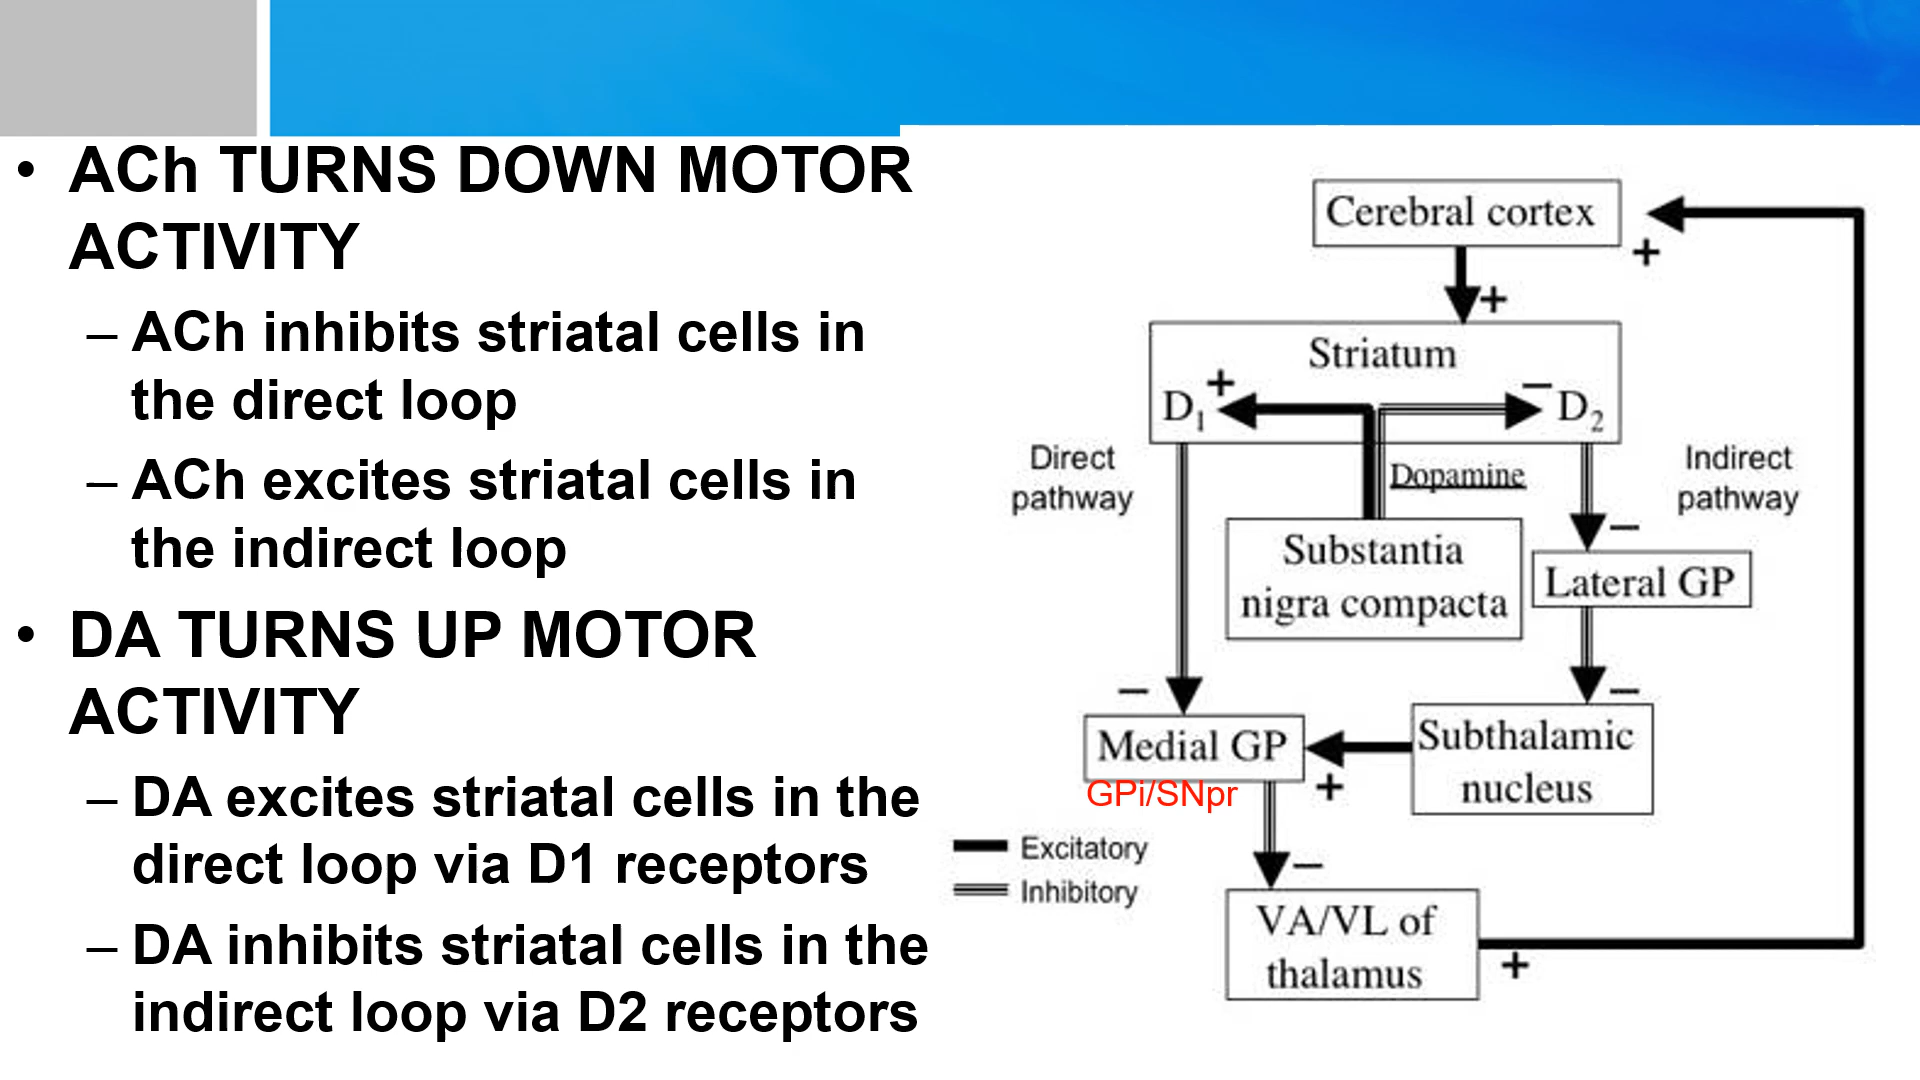 • ACh TURNS DOWN MOTOR
ACTIVITY
– ACh inhibits striatal cells in
the direct loop
– ACh excites striatal cells in
the indirect loop
• DA TURNS UP MOTOR
ACTIVITY
– DA excites striatal cells in the
direct loop via D1 receptors
– DA inhibits striatal cells in the
indirect loop via D2 receptors
Cerebral cortex
+
+
Striatum
D₁ + − D₂
Direct
pathway
Dopamine
Indirect
pathway
−
Substantia
nigra compacta
Lateral GP
−
−
Medial GP
GPi/SNpr
+
Subthalamic
nucleus
Excitatory
Inhibitory
−
VA/VL of
thalamus
+